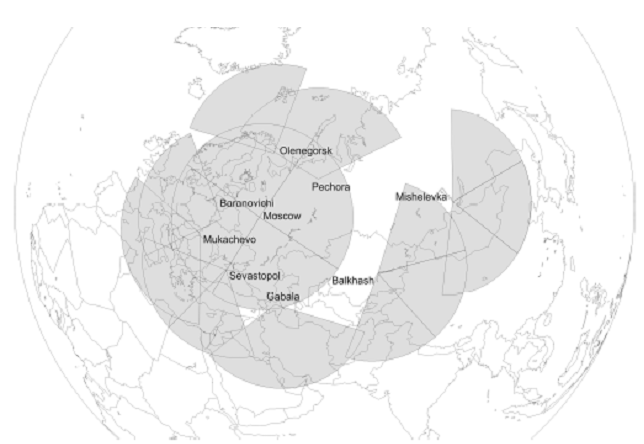 Olenegorsk
Pechora
Mishelevka
Baranovichi
Moscow
Mukachevo
Sevastopol
Balkhash
Gabala